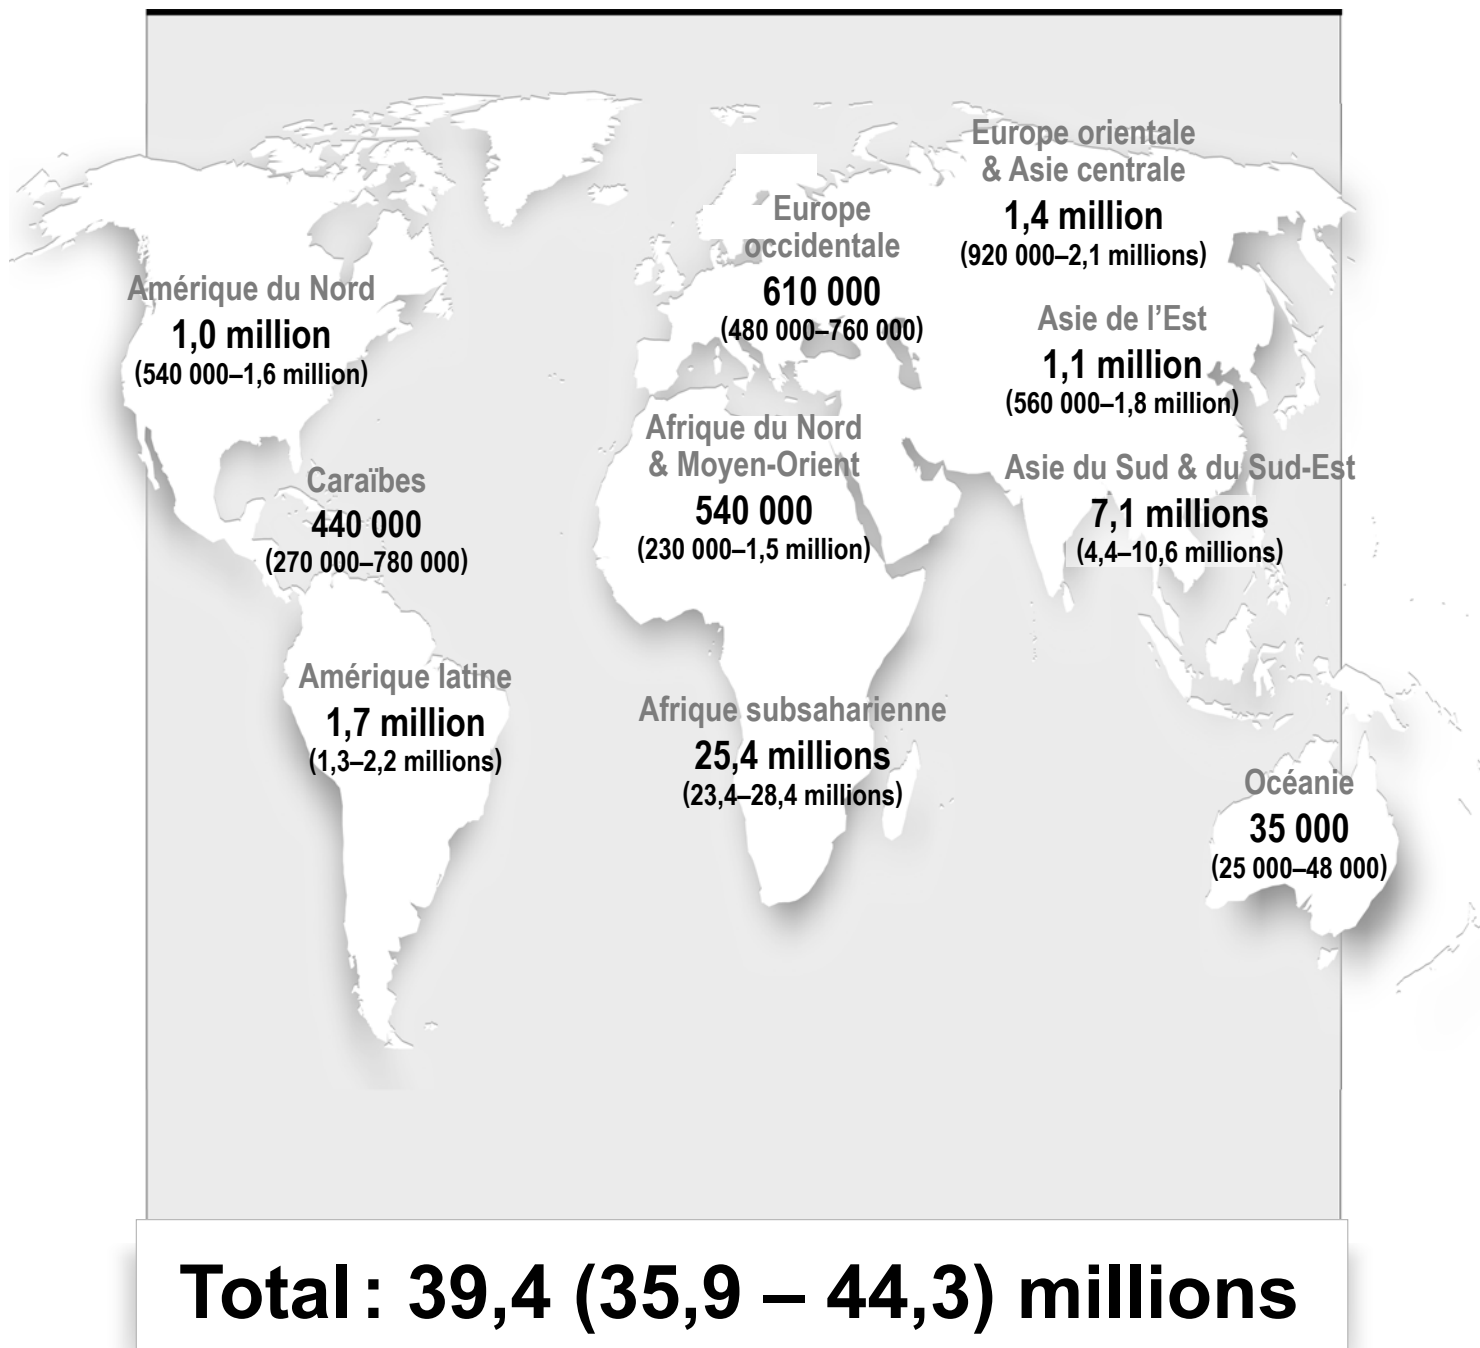 Europe orientale
& Asie centrale
1,4 million
(920 000–2,1 millions)
Europe
occidentale
610 000
(480 000–760 000)
Amérique du Nord
1,0 million
(540 000–1,6 million)
Asie de l’Est
1,1 million
(560 000–1,8 million)
Afrique du Nord
& Moyen-Orient
540 000
(230 000–1,5 million)
Asie du Sud & du Sud-Est
7,1 millions
(4,4–10,6 millions)
Caraïbes
440 000
(270 000–780 000)
Amérique latine
1,7 million
(1,3–2,2 millions)
Afrique subsaharienne
25,4 millions
(23,4–28,4 millions)
Océanie
35 000
(25 000–48 000)
Total : 39,4 (35,9 – 44,3) millions